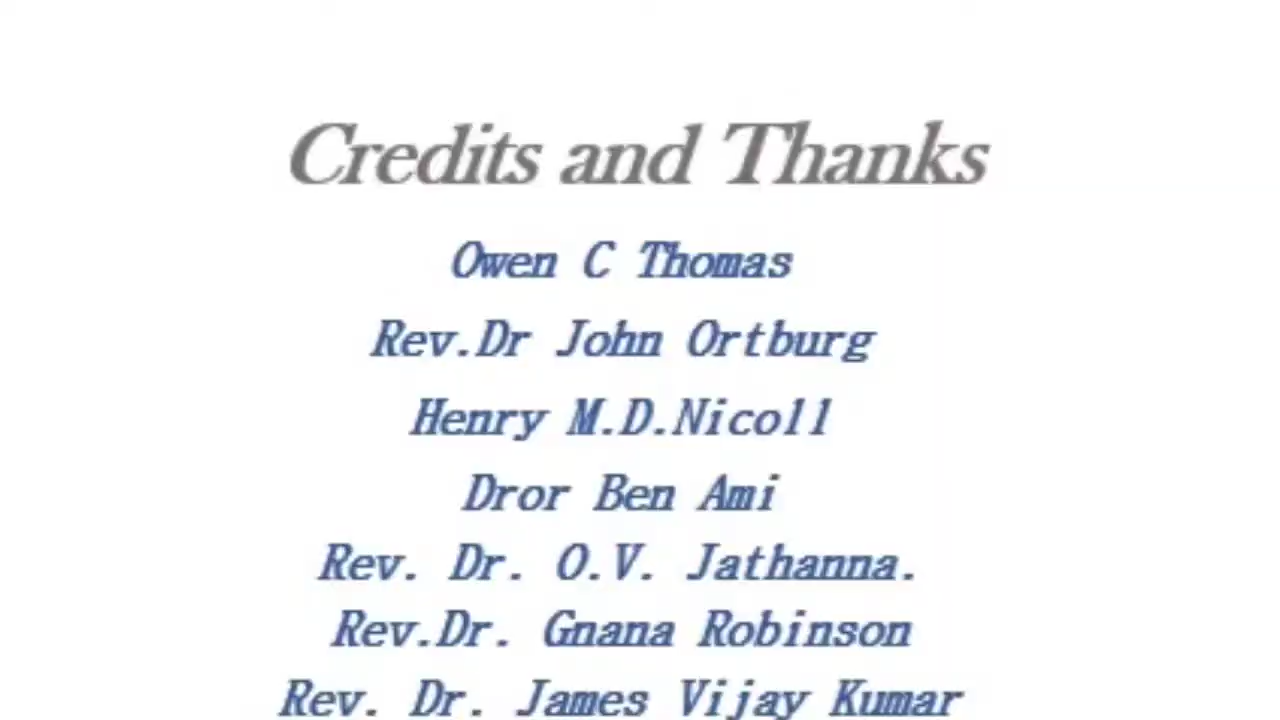 Credits and Thanks
Owen C Thomas
Rev.Dr John Ortburg
Henry M.D.Nicoll
Dror Ben Ami
Rev. Dr. O.V. Jathanna.
Rev.Dr. Gnana Robinson
Rev. Dr. James Vijay Kumar